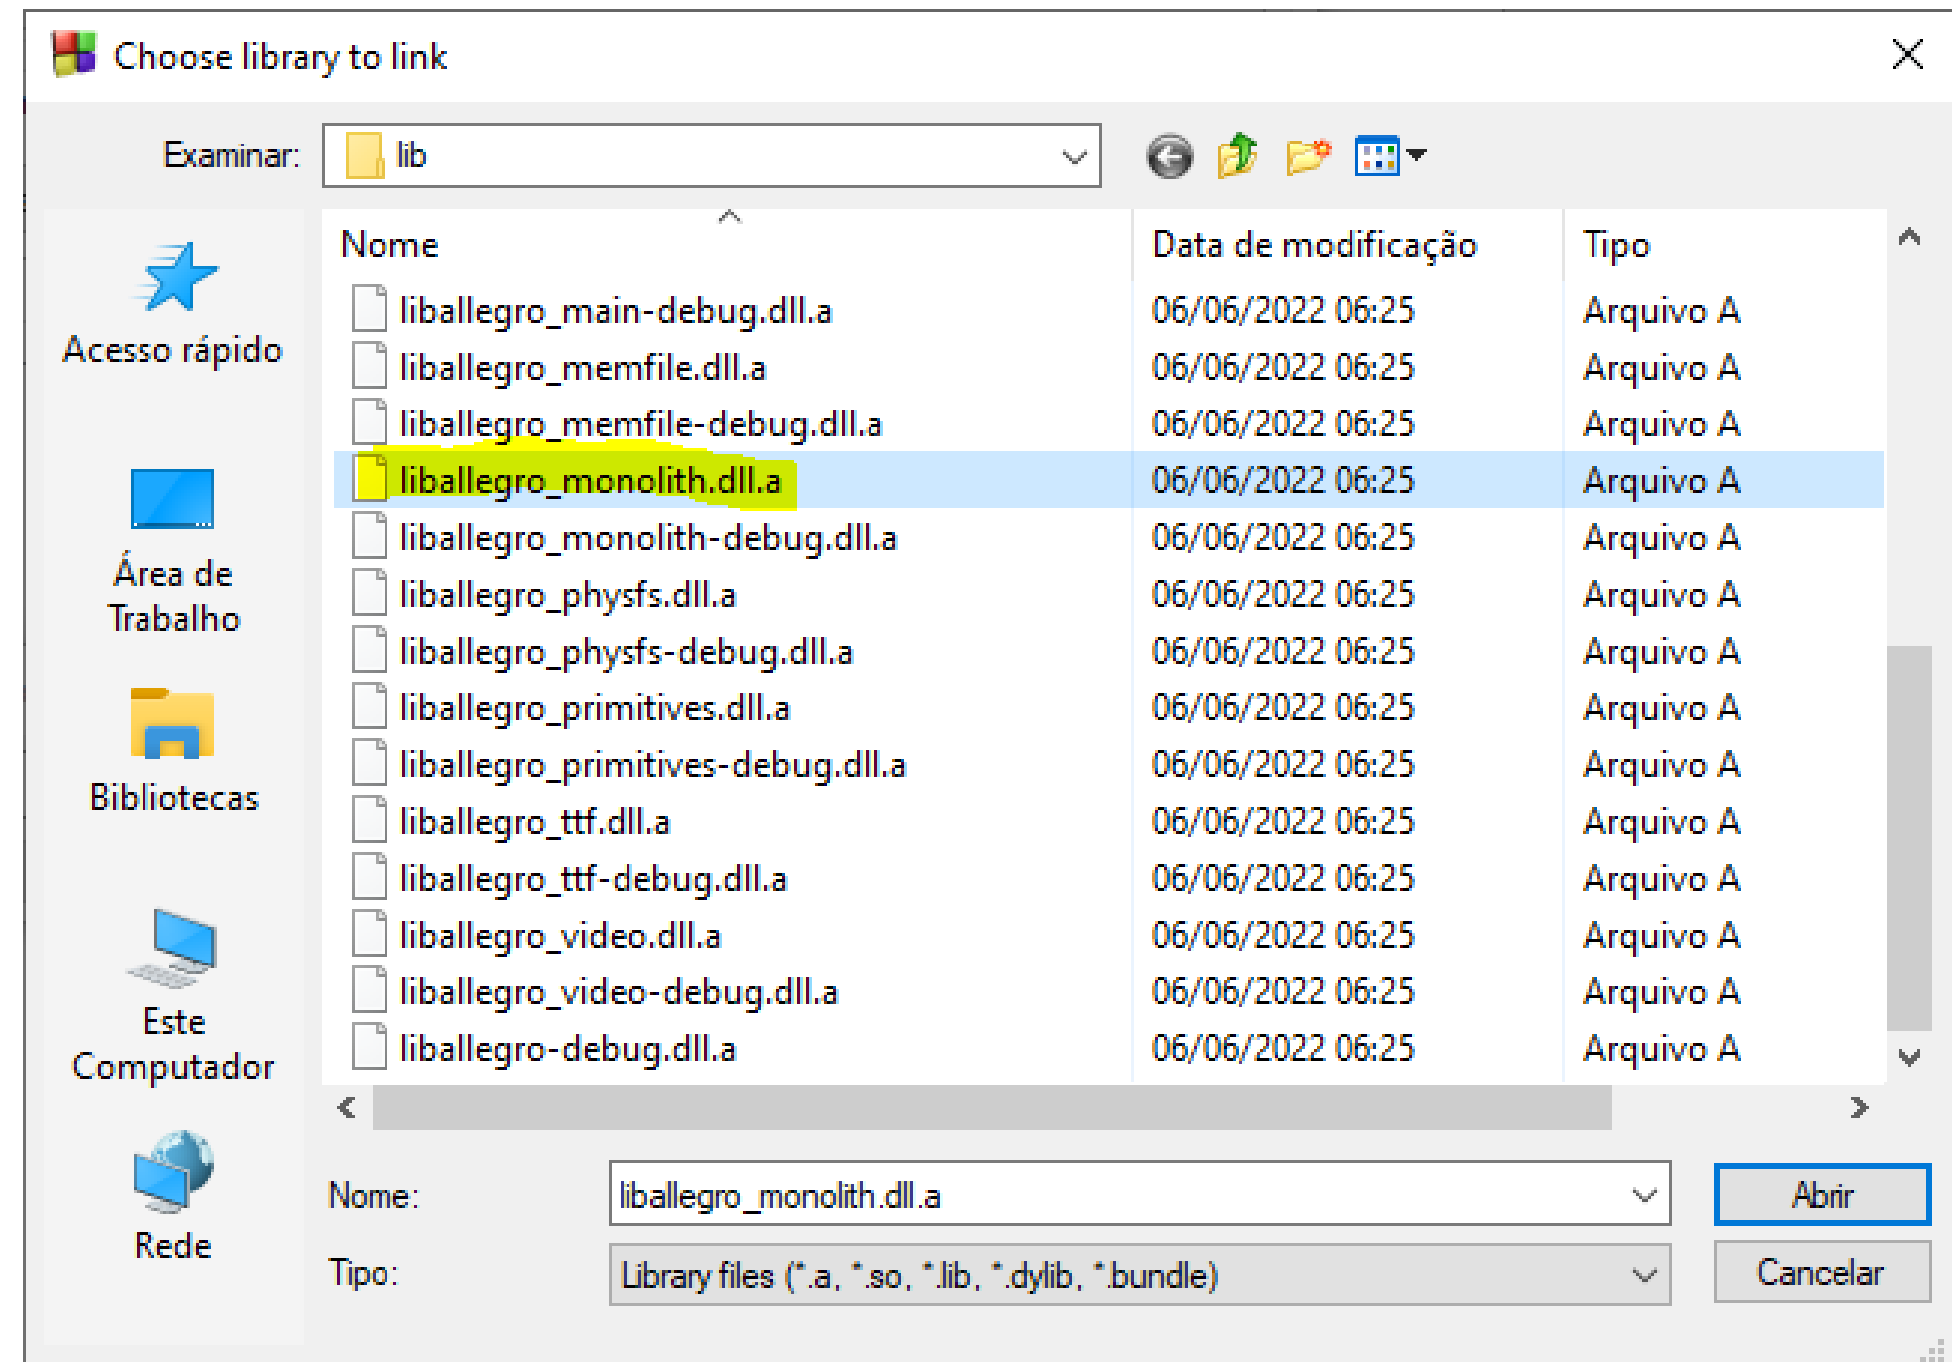 Choose library to link
Examinar: lib
Nome Data de modificação Tipo
liballegro_main-debug.dll.a 06/06/2022 06:25 Arquivo A
liballegro_memfile.dll.a 06/06/2022 06:25 Arquivo A
liballegro_memfile-debug.dll.a 06/06/2022 06:25 Arquivo A
liballegro_monolith.dll.a 06/06/2022 06:25 Arquivo A
liballegro_monolith-debug.dll.a 06/06/2022 06:25 Arquivo A
liballegro_physfs.dll.a 06/06/2022 06:25 Arquivo A
liballegro_physfs-debug.dll.a 06/06/2022 06:25 Arquivo A
liballegro_primitives.dll.a 06/06/2022 06:25 Arquivo A
liballegro_primitives-debug.dll.a 06/06/2022 06:25 Arquivo A
liballegro_ttf.dll.a 06/06/2022 06:25 Arquivo A
liballegro_ttf-debug.dll.a 06/06/2022 06:25 Arquivo A
liballegro_video.dll.a 06/06/2022 06:25 Arquivo A
liballegro_video-debug.dll.a 06/06/2022 06:25 Arquivo A
liballegro-debug.dll.a 06/06/2022 06:25 Arquivo A
Acesso rápido
Área de
Trabalho
Bibliotecas
Este
Computador
Rede
Nome: liballegro_monolith.dll.a Abrir
Tipo: Library files (*.a, *.so, *.lib, *.dylib, *.bundle) Cancelar